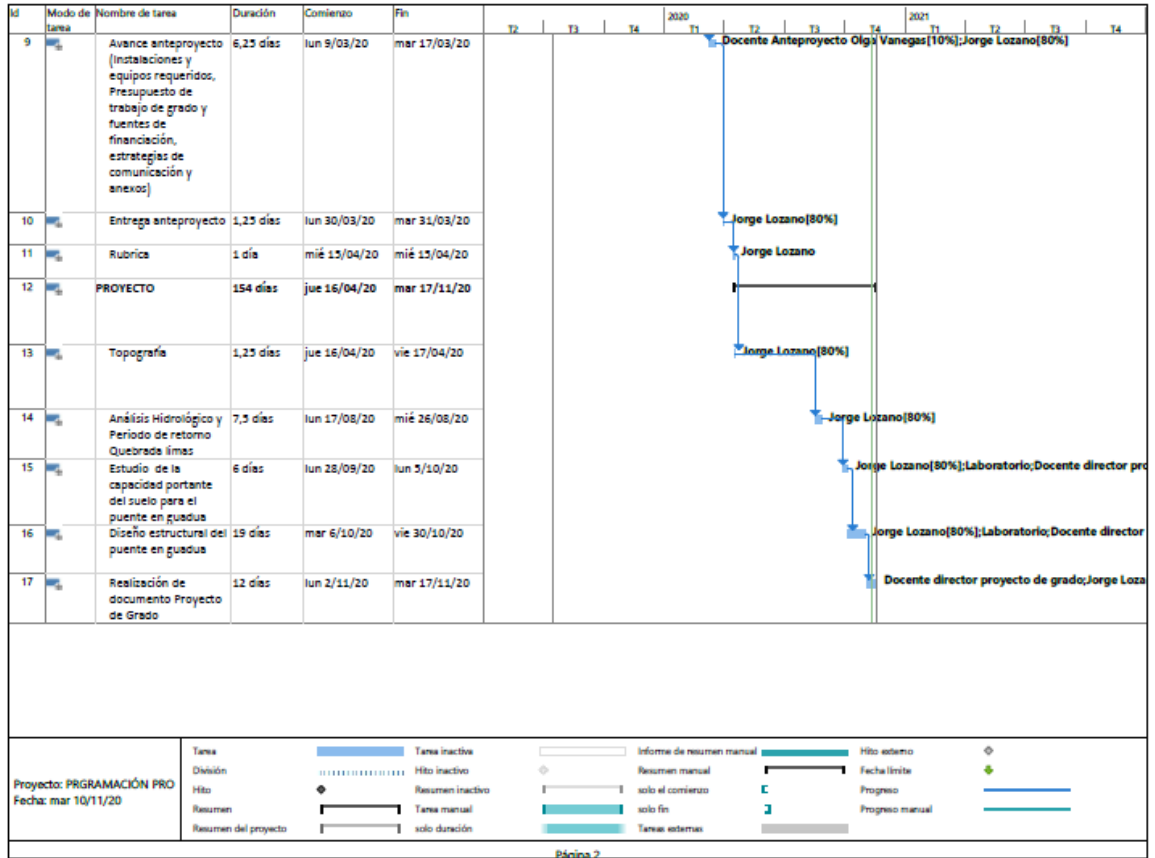 Id Modo de tarea Nombre de tarea Duración Comienzo Fin
2020 2021
T2 T3 T4 T1 T2 T3 T4 T1 T2 T3 T4
9 Avance anteproyecto 6,25 días lun 9/03/20 mar 17/03/20 Docente Anteproyecto Olga Vanegas[10%];Jorge Lozano[80%]
(Instalaciones y
equipos requeridos,
Presupuesto de
trabajo de grado y
fuentes de
financiación,
estrategias de
comunicación y
anexos)
10 Entrega anteproyecto 1,25 días lun 30/03/20 mar 31/03/20 Jorge Lozano[80%]
11 Rubrica 1 día mié 15/04/20 mié 15/04/20 Jorge Lozano
12 PROYECTO 154 días jue 16/04/20 mar 17/11/20
13 Topografía 1,25 días jue 16/04/20 vie 17/04/20 Jorge Lozano[80%]
14 Análisis Hidrológico y 7,5 días lun 17/08/20 mié 26/08/20 Jorge Lozano[80%]
Periodo de retorno
Quebrada limas
15 Estudio de la 6 días lun 28/09/20 lun 5/10/20 Jorge Lozano[80%];Laboratorio;Docente director pro
capacidad portante
del suelo para el
puente en guadua
16 Diseño estructural del 19 días mar 6/10/20 vie 30/10/20 Jorge Lozano[80%];Laboratorio;Docente director
puente en guadua
17 Realización de 12 días lun 2/11/20 mar 17/11/20 Docente director proyecto de grado;Jorge Loza
documento Proyecto
de Grado
Proyecto: PRGRAMACIÓN PRO
Fecha: mar 10/11/20
Tarea Tarea inactiva Informe de resumen manual Hito externo
División Hito inactivo Resumen manual Fecha límite
Hito Resumen inactivo solo el comienzo Progreso
Resumen Tarea manual solo fin Progreso manual
Resumen del proyecto solo duración Tareas externas
Página 2